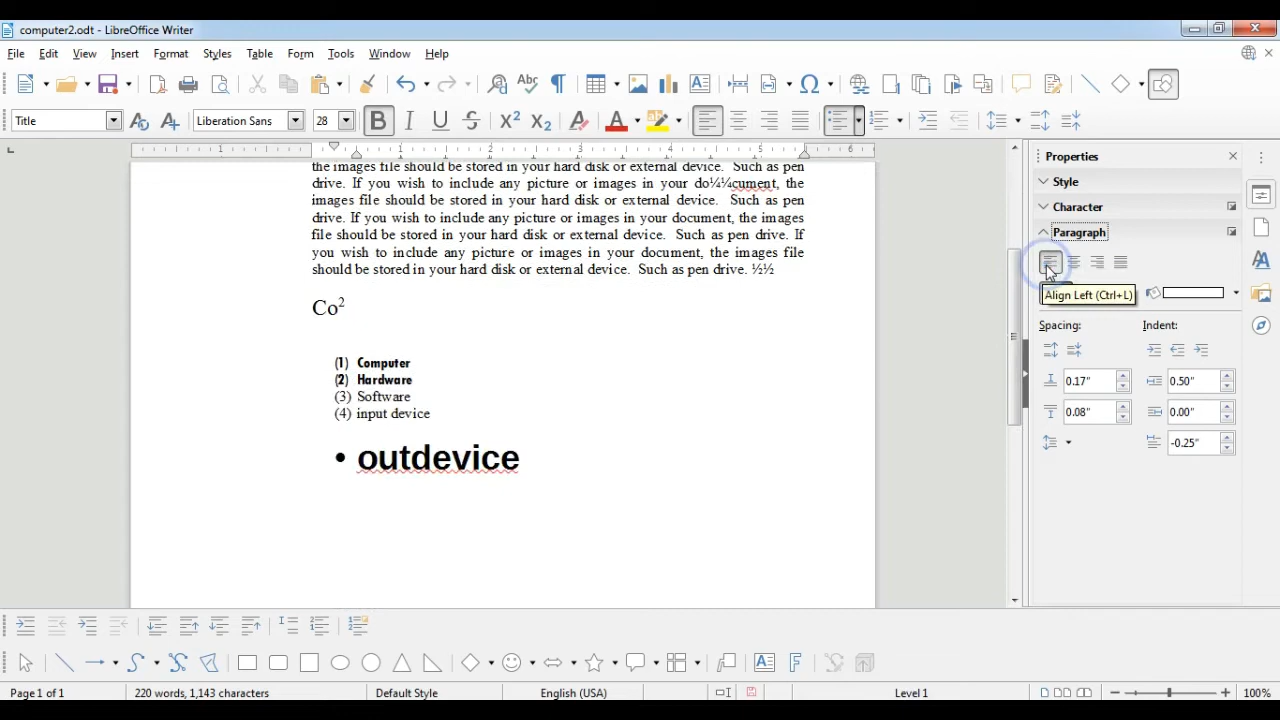 computer2.odt - LibreOffice Writer
File Edit View Insert Format Styles Table Form Tools Window Help
Title Liberation Sans 28
1 1 2 3 4 5 6
the images file should be stored in your hard disk or external device. Such as pen
drive. If you wish to include any picture or images in your do¼¼cument, the
images file should be stored in your hard disk or external device. Such as pen
drive. If you wish to include any picture or images in your document, the images
file should be stored in your hard disk or external device. Such as pen drive. If
you wish to include any picture or images in your document, the images file
should be stored in your hard disk or external device. Such as pen drive. ½½
Co²
(1) Computer
(2) Hardware
(3) Software
(4) input device
• outdevice
Properties
Style
Character
Paragraph
Align Left (Ctrl+L)
Spacing: Indent:
0.17" 0.50"
0.08" 0.00"
-0.25"
Page 1 of 1 220 words, 1,143 characters Default Style English (USA) Level 1 100%